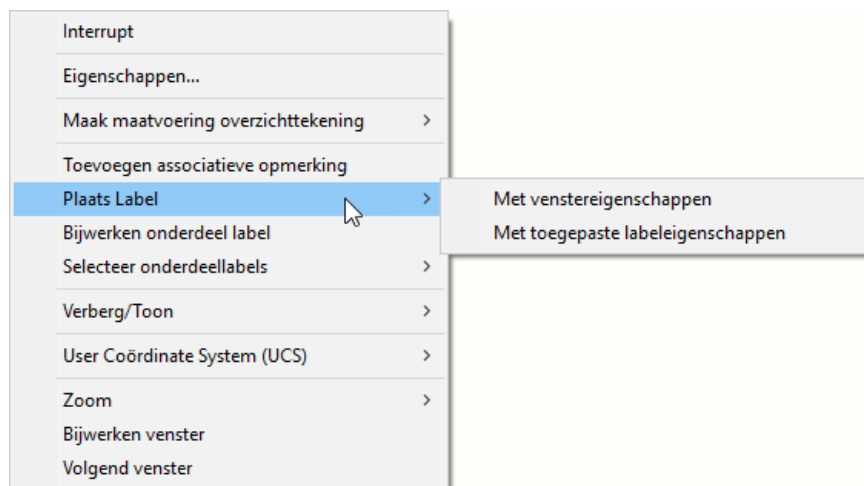 Interrupt
Eigenschappen...
Maak maatvoering overzichttekening
Toevoegen associatieve opmerking
Plaats Label
Met venstereigenschappen
Bijwerken onderdeel label
Met toegepaste labeleigenschappen
Selecteer onderdeellabels
Verberg/Toon
User Coördinate System (UCS)
Zoom
Bijwerken venster
Volgend venster